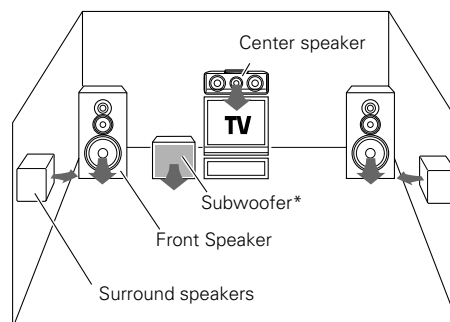 Center speaker
TV
Subwoofer*
Front Speaker
Surround speakers